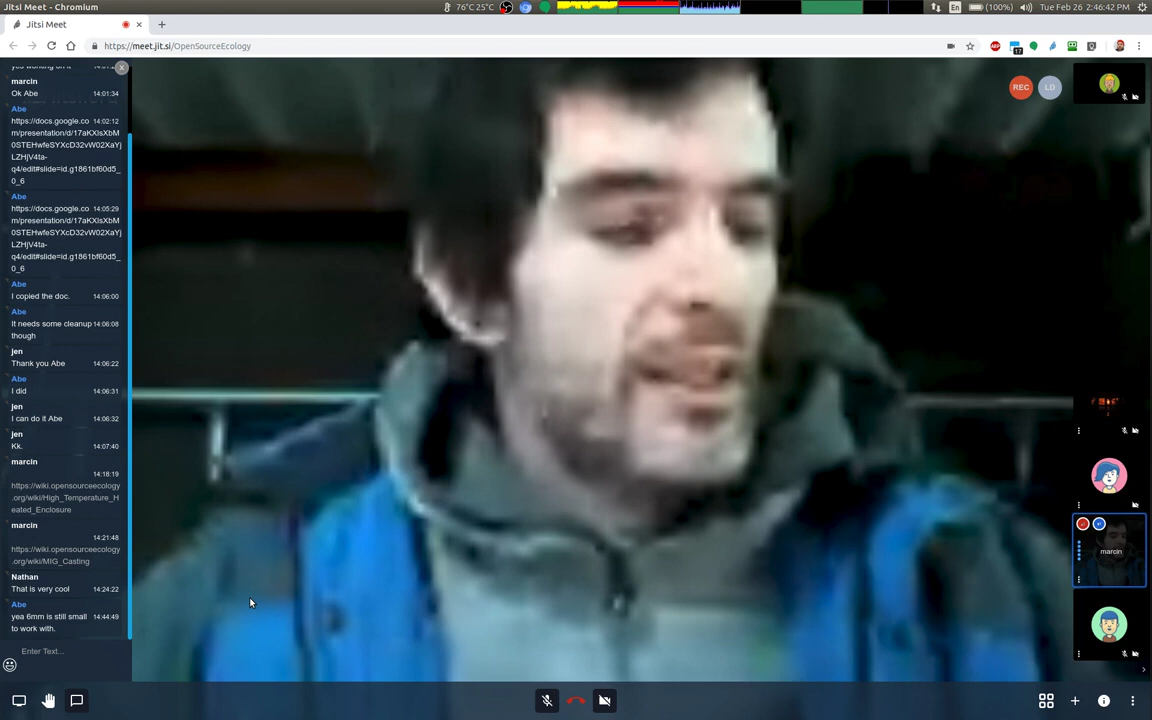 Jitsi Meet - Chromium
76°C 25°C
En
(100%)
Tue Feb 26 2:46:42 PM
Jitsi Meet
https://meet.jit.si/OpenSourceEcology
17
marcin
Ok Abe 14:01:34
Abe
https://docs.google.co 14:02:12
m/presentation/d/
LZHjV4ta-
q4/edit#slide=id.g1861bf60d5_
0_6
Abe
https://docs.google.co 14:05:29
m/presentation/d/
LZHjV4ta-
q4/edit#slide=id.g1861bf60d5_
0_6
Abe
I copied the doc. 14:06:00
Abe
It needs some cleanup 14:06:08
though
jen
Thank you Abe 14:06:22
Abe
I did 14:06:31
jen
I can do it Abe 14:06:32
jen
Kk. 14:07:40
marcin
14:18:19
https://wiki.opensourceecology
.org/wiki/High_Temperature_H
eated_Enclosure
marcin
14:21:48
https://wiki.opensourceecology
.org/wiki/MIG_Casting
Nathan
That is very cool 14:24:22
Abe
yea 6mm is still small 14:44:49
to work with.
Enter Text...
REC
LD
marcin